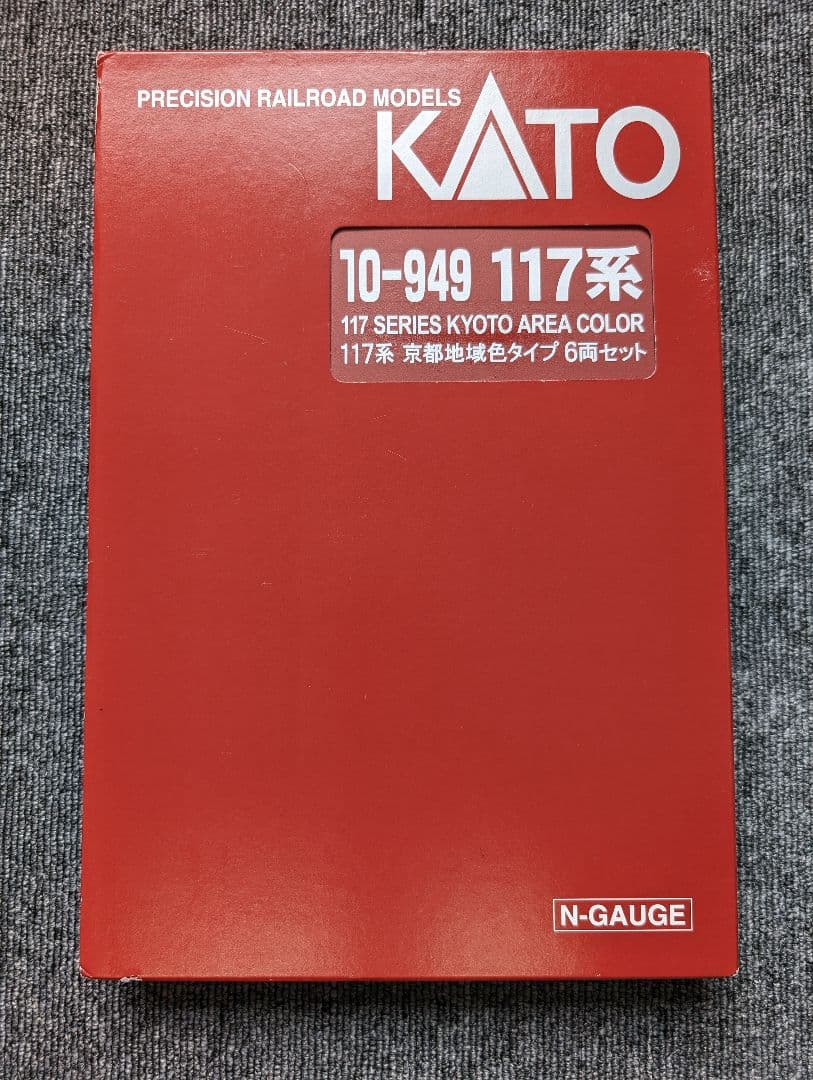 PRECISION RAILROAD MODELS
KATO
10-949 117系
117 SERIES KYOTO AREA COLOR
117系 京都地域色タイプ 6両セット
N-GAUGE